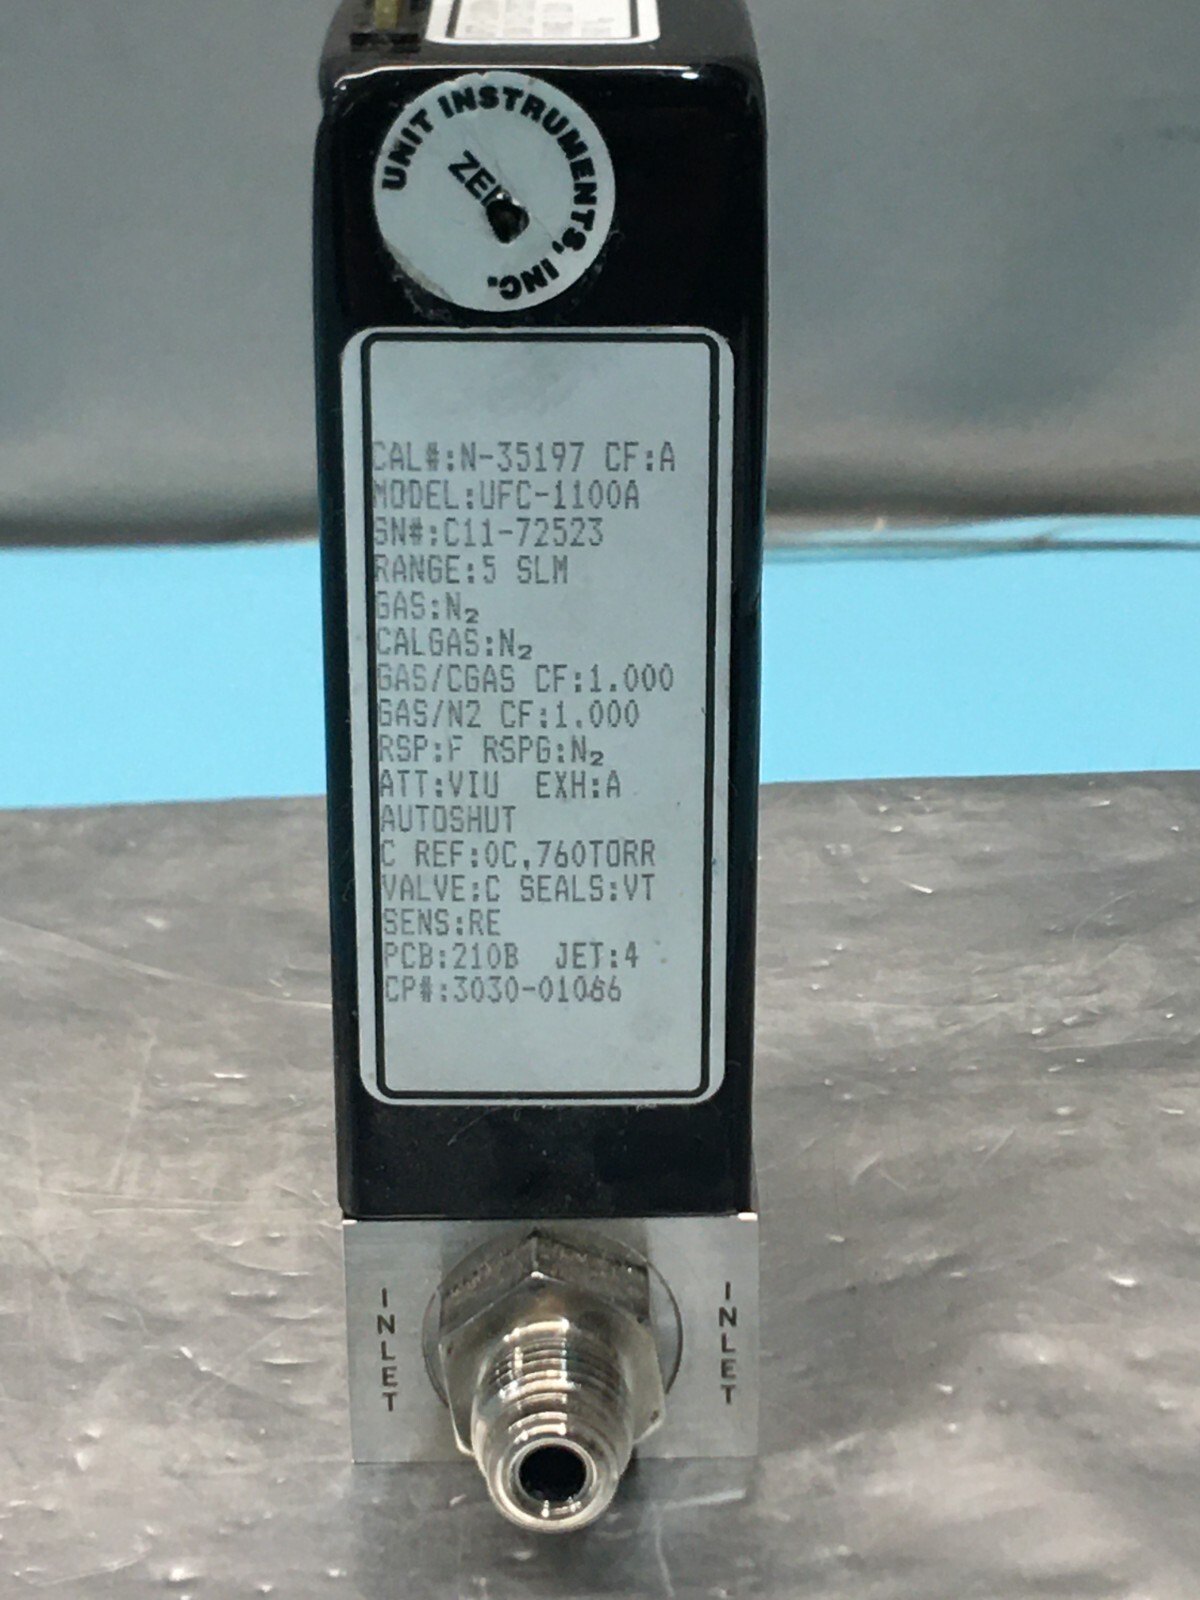 UNIT INSTRUMENTS, INC.
ZERO
CAL#:N-35197 CF:A
MODEL:UFC-1100A
SN#:C11-72523
RANGE:5 SLM
GAS:N₂
CALGAS:N₂
GAS/CGAS CF:1.000
GAS/N2 CF:1.000
RSP:F RSPG:N₂
ATT:VIU EXH:A
AUTOSHUT
C REF:0C,760TORR
VALVE:C SEALS:VT
SENS:RE
PCB:210B JET:4
CP#:3030-01066
INLET
INLET